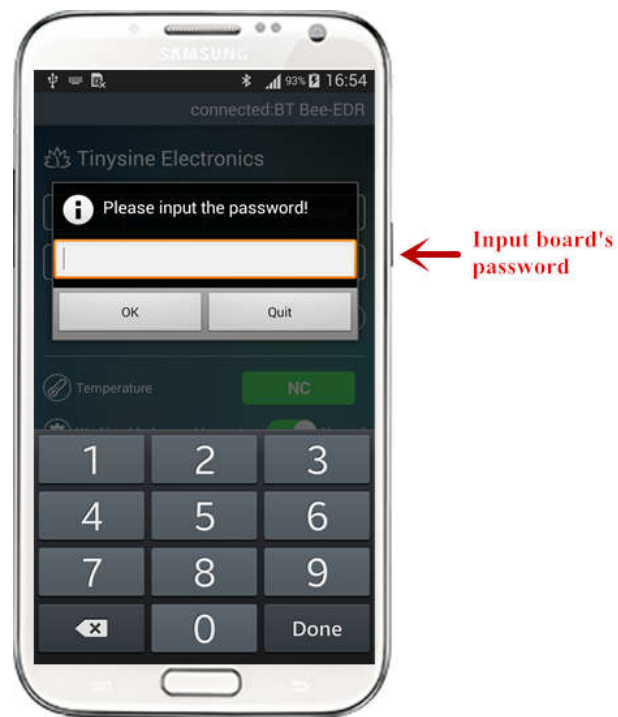 SAMSUNG
93% 16:54
connected:BT Bee-EDR
Tinysine Electronics
Please input the password!
Input board's
password
OK Quit
Temperature NC
1 2 3
4 5 6
7 8 9
0 Done